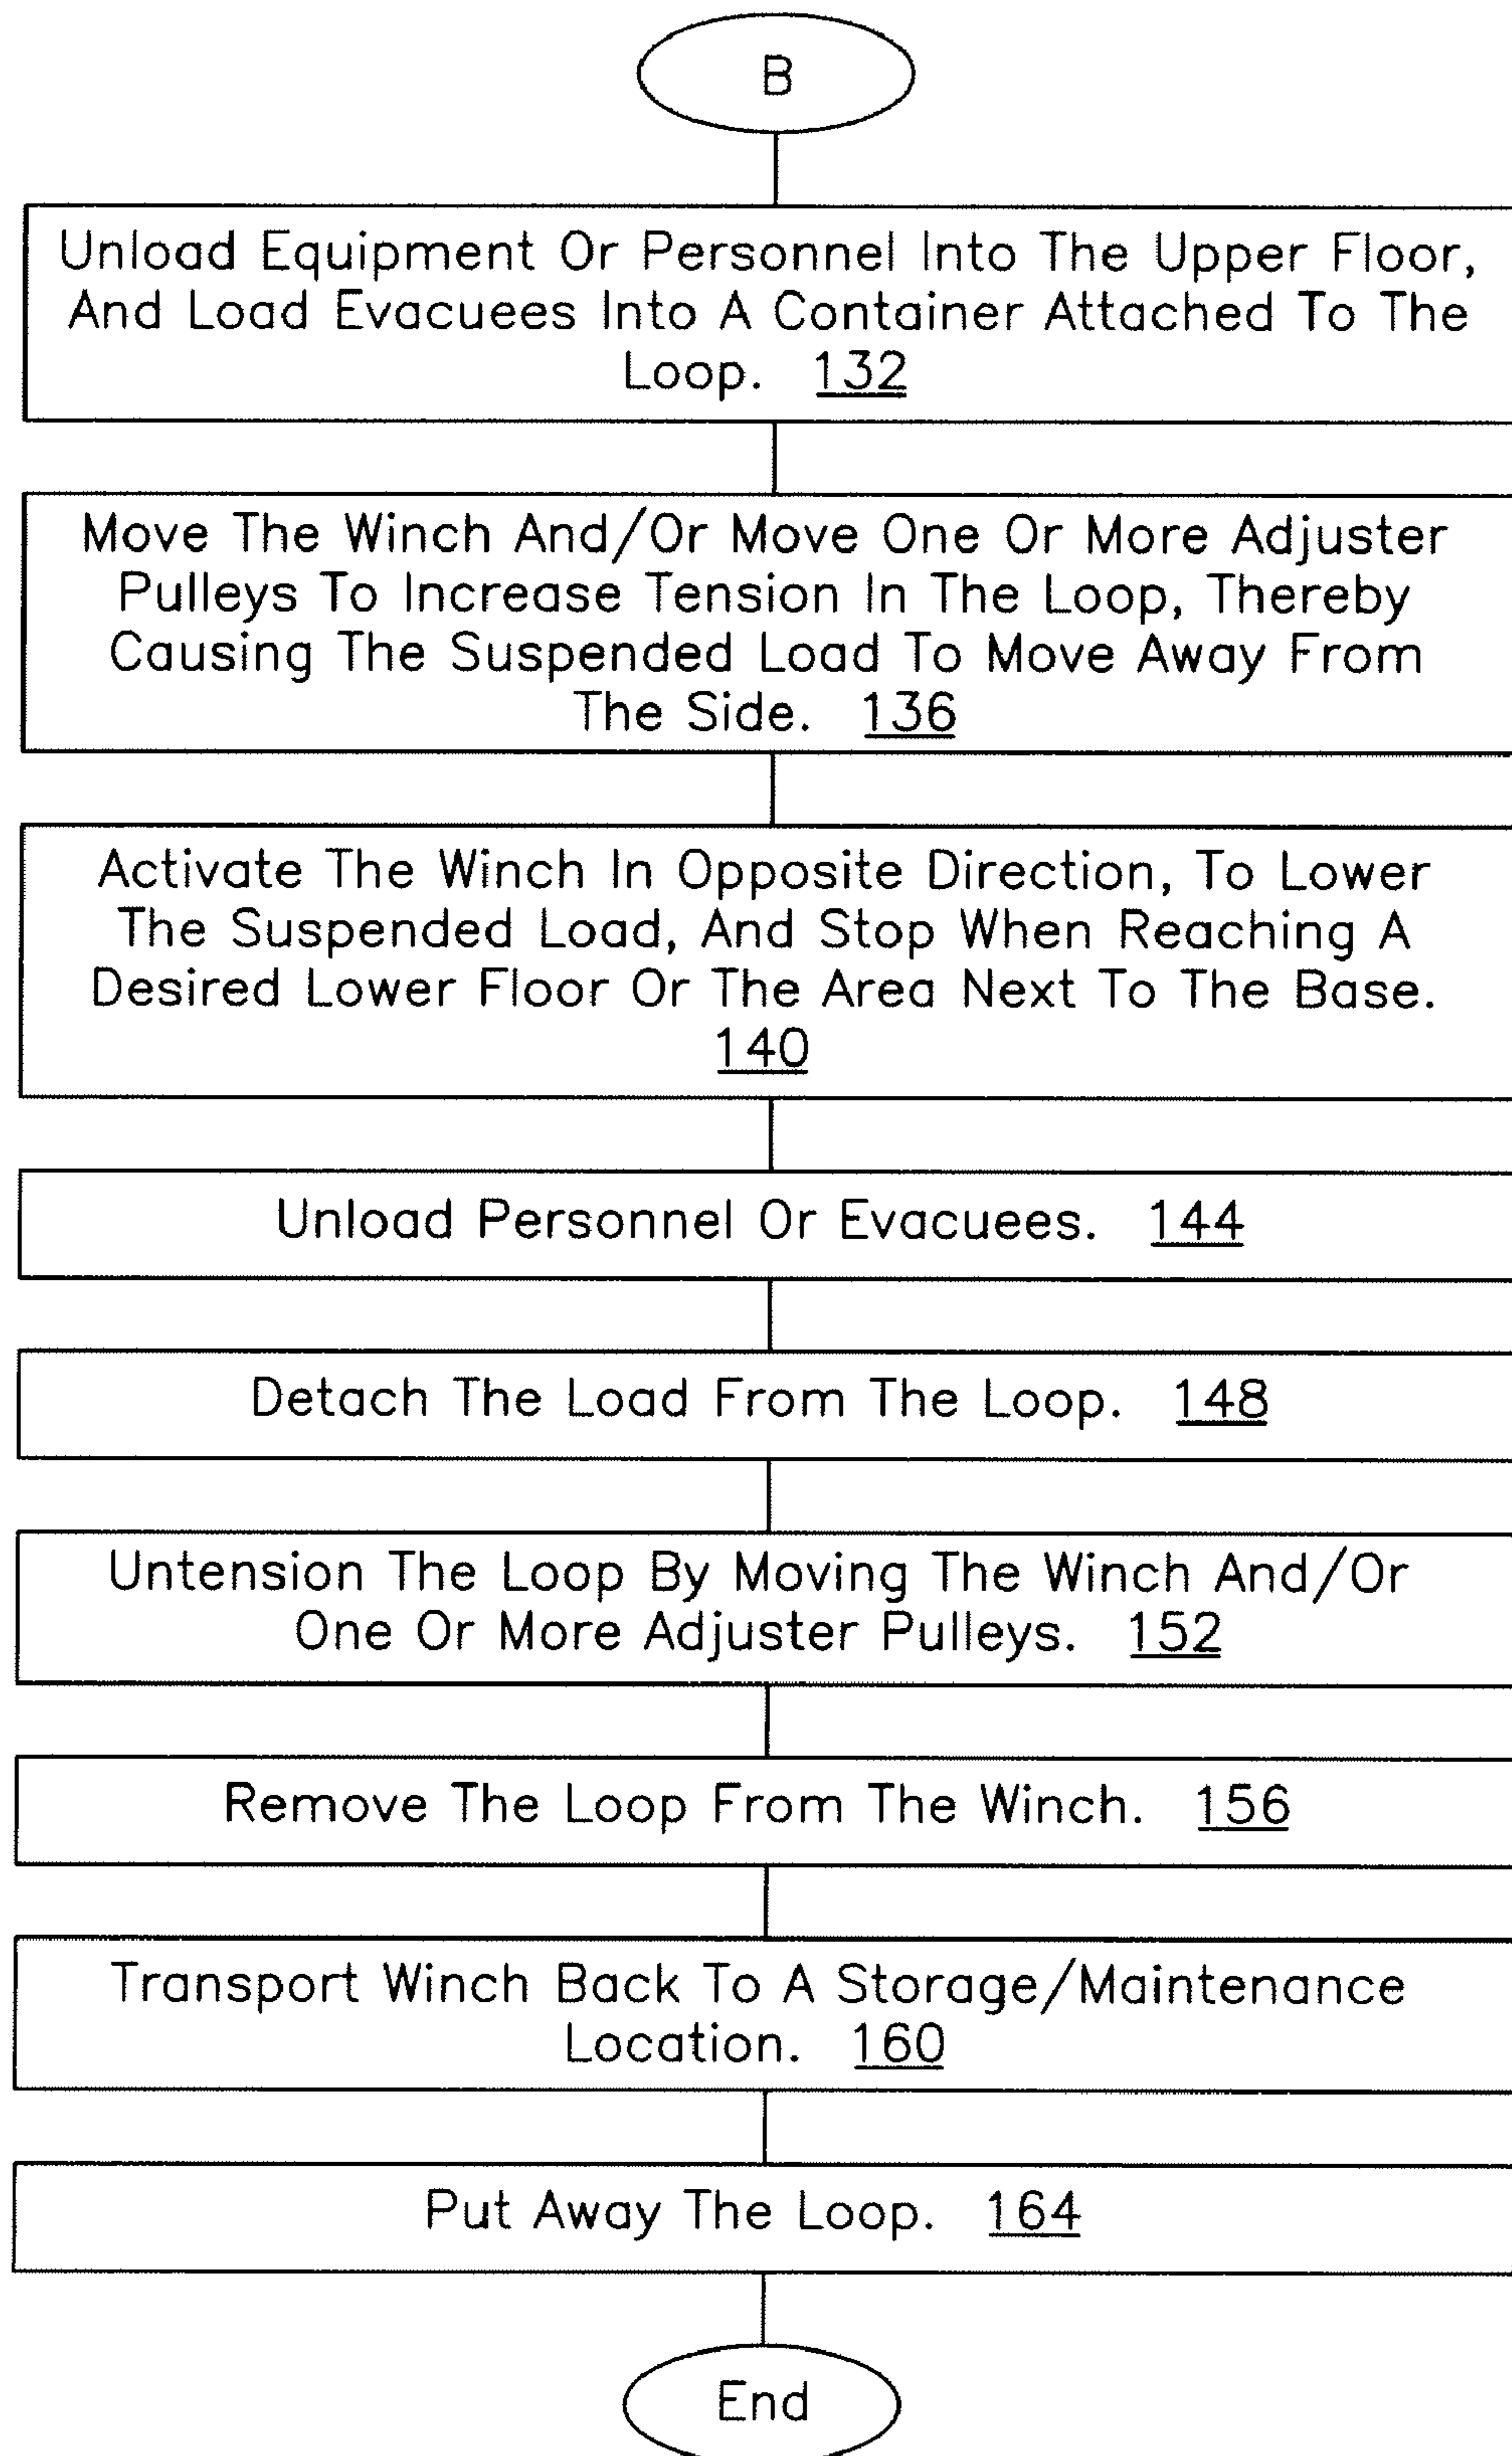 B
Unload Equipment Or Personnel Into The Upper Floor,
And Load Evacuees Into A Container Attached To The
Loop. 132
Move The Winch And/Or Move One Or More Adjuster
Pulleys To Increase Tension In The Loop, Thereby
Causing The Suspended Load To Move Away From
The Side. 136
Activate The Winch In Opposite Direction, To Lower
The Suspended Load, And Stop When Reaching A
Desired Lower Floor Or The Area Next To The Base.
140
Unload Personnel Or Evacuees. 144
Detach The Load From The Loop. 148
Untension The Loop By Moving The Winch And/Or
One Or More Adjuster Pulleys. 152
Remove The Loop From The Winch. 156
Transport Winch Back To A Storage/Maintenance
Location. 160
Put Away The Loop. 164
End